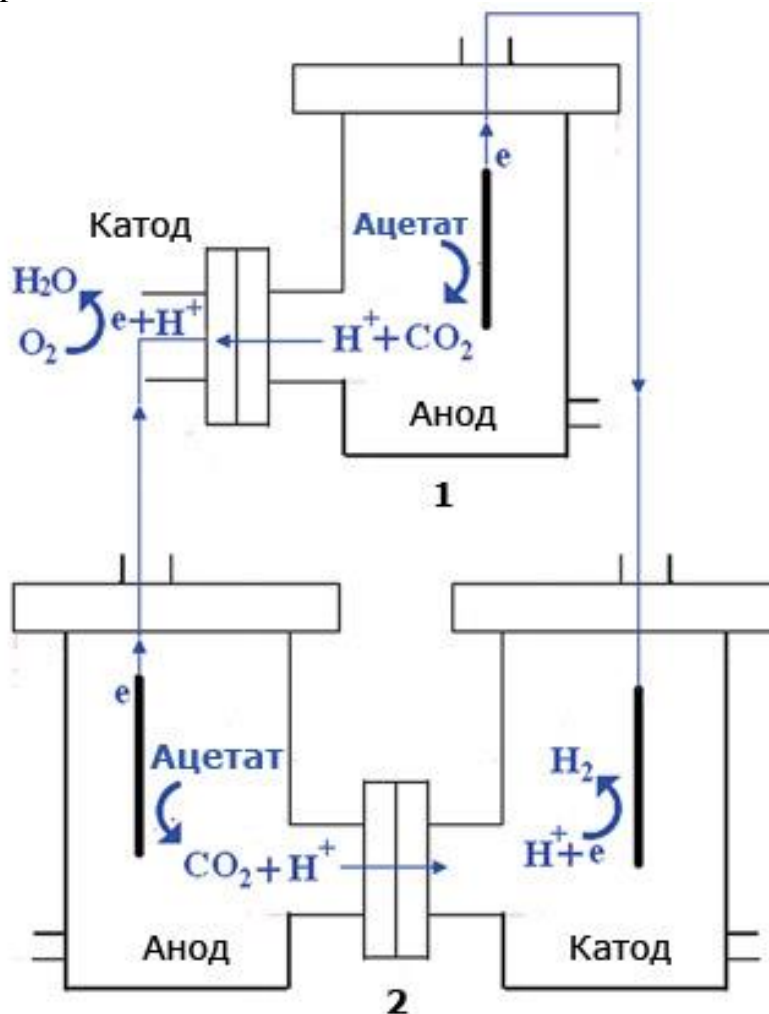 e
Катод
Ацетат
H₂O
e+H⁺
O₂
H⁺+CO₂
Анод
1
e
Ацетат
H₂
CO₂+H⁺
H⁺+e
Анод
Катод
2